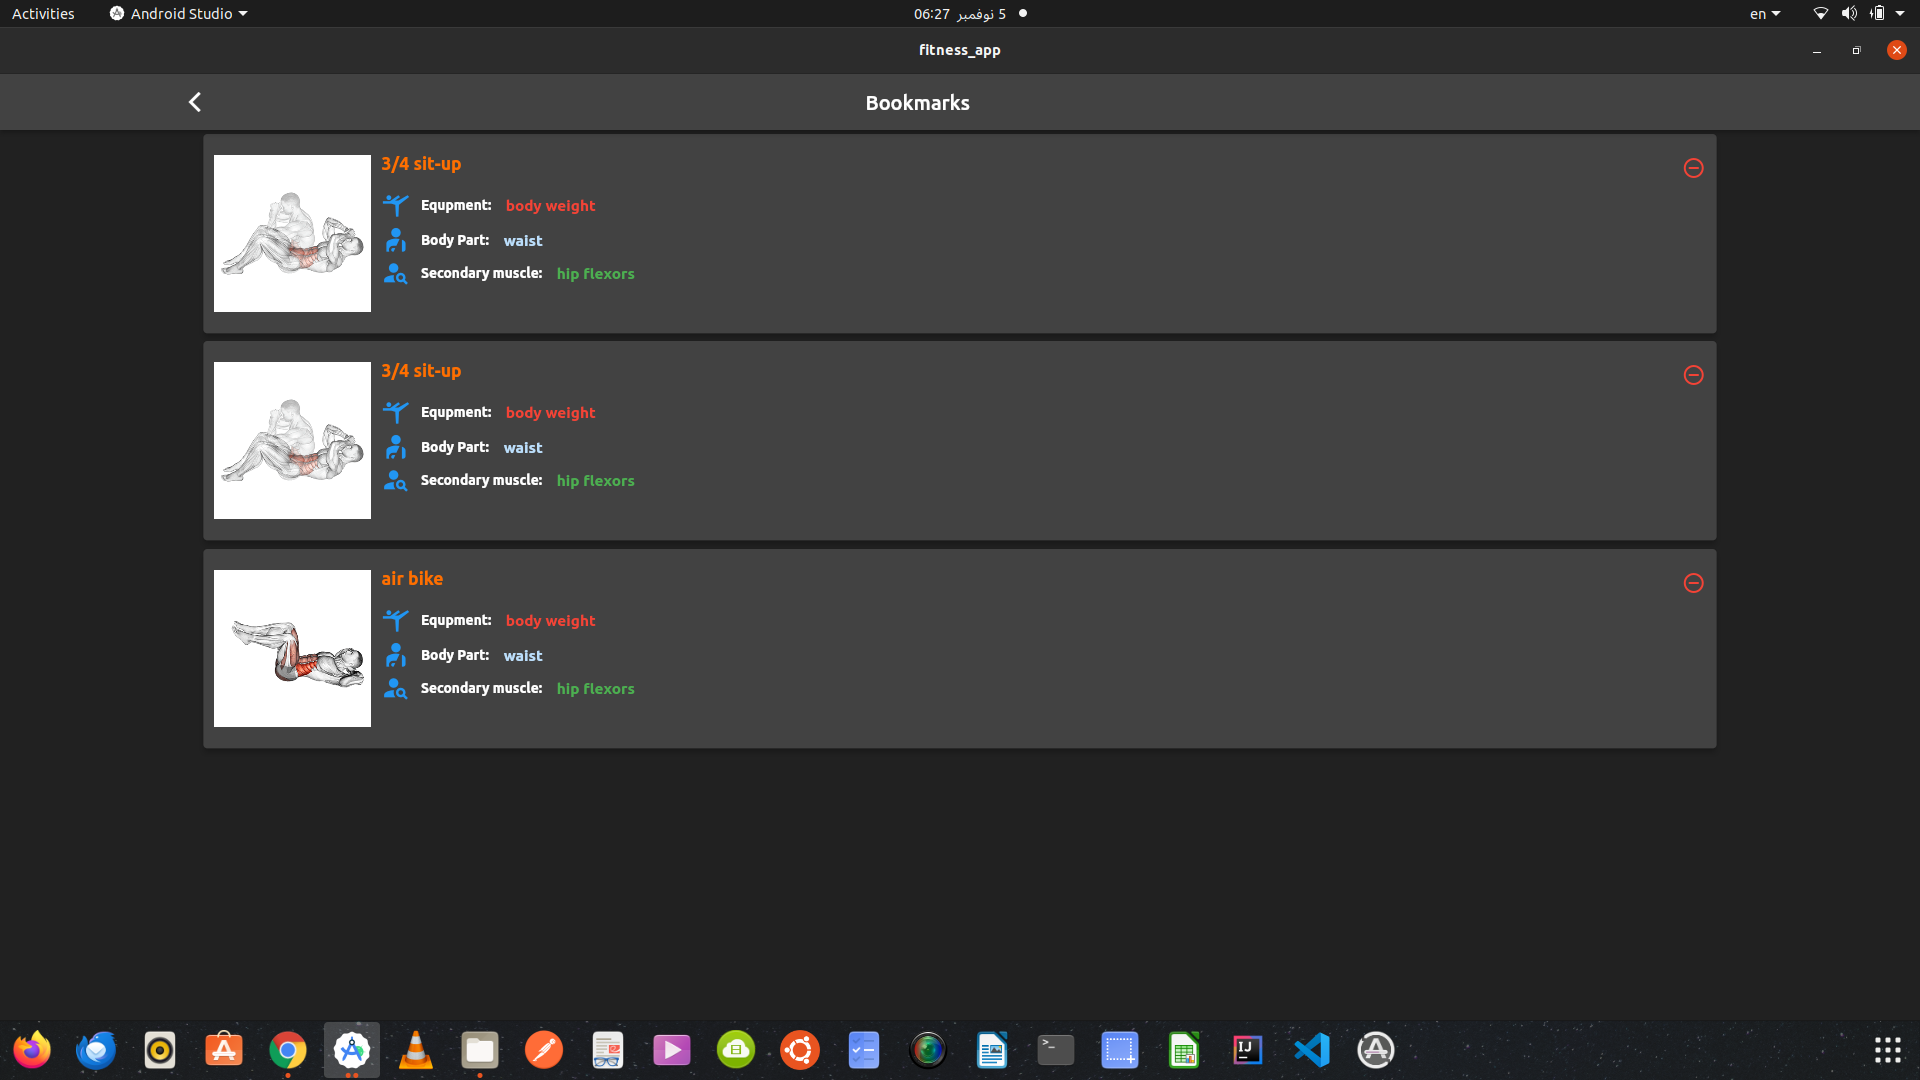 Activities Android Studio 5 نوفمبر 06:27 en
fitness_app
Bookmarks
3/4 sit-up
Equpment: body weight
Body Part: waist
Secondary muscle: hip flexors
3/4 sit-up
Equpment: body weight
Body Part: waist
Secondary muscle: hip flexors
air bike
Equpment: body weight
Body Part: waist
Secondary muscle: hip flexors
>_
IJ